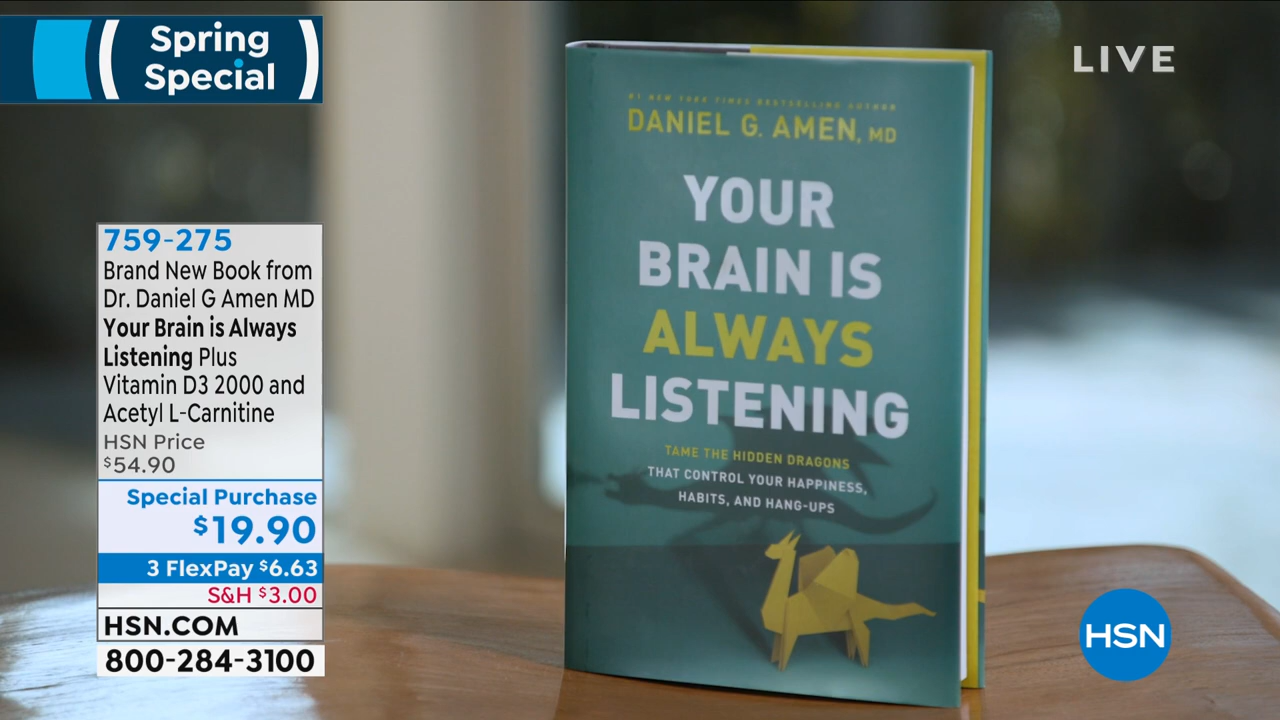 Spring
Special
LIVE
759-275
Brand New Book from
Dr. Daniel G Amen MD
Your Brain is Always
Listening Plus
Vitamin D3 2000 and
Acetyl L-Carnitine
HSN Price
$54.90
Special Purchase
$19.90
3 FlexPay $6.63
S&H $3.00
HSN.COM
800-284-3100
#1 NEW YORK TIMES BESTSELLING AUTHOR
DANIEL G. AMEN, MD
YOUR
BRAIN IS
ALWAYS
LISTENING
TAME THE HIDDEN DRAGONS
THAT CONTROL YOUR HAPPINESS,
HABITS, AND HANG-UPS
HSN